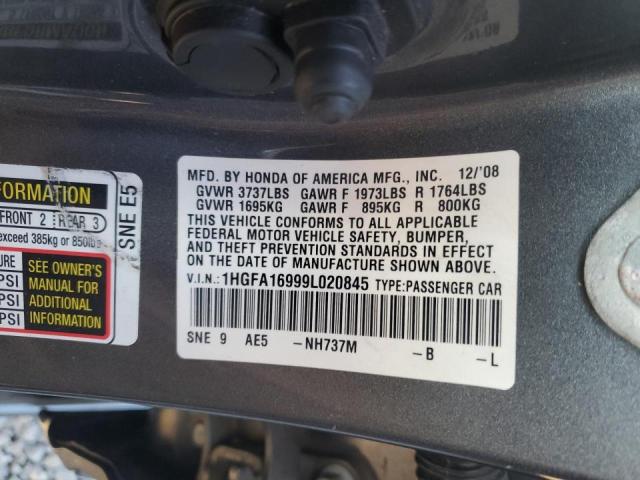 MFD. BY HONDA OF AMERICA MFG., INC. 12/'08
GVWR 3737LBS GAWR F 1973LBS R 1764LBS
GVWR 1695KG GAWR F 895KG R 800KG
THIS VEHICLE CONFORMS TO ALL APPLICABLE
FEDERAL MOTOR VEHICLE SAFETY, BUMPER,
AND THEFT PREVENTION STANDARDS IN EFFECT
ON THE DATE OF MANUFACTURE SHOWN ABOVE.
V.I.N.: 1HGFA16999L020845 TYPE:PASSENGER CAR
SNE 9 AE5 -NH737M -B -L
FORMATION
FRONT 2 REAR 3
exceed 385kg or 850lbs
SEE OWNER'S
MANUAL FOR
ADDITIONAL
INFORMATION
PSI
PSI
SNE E5